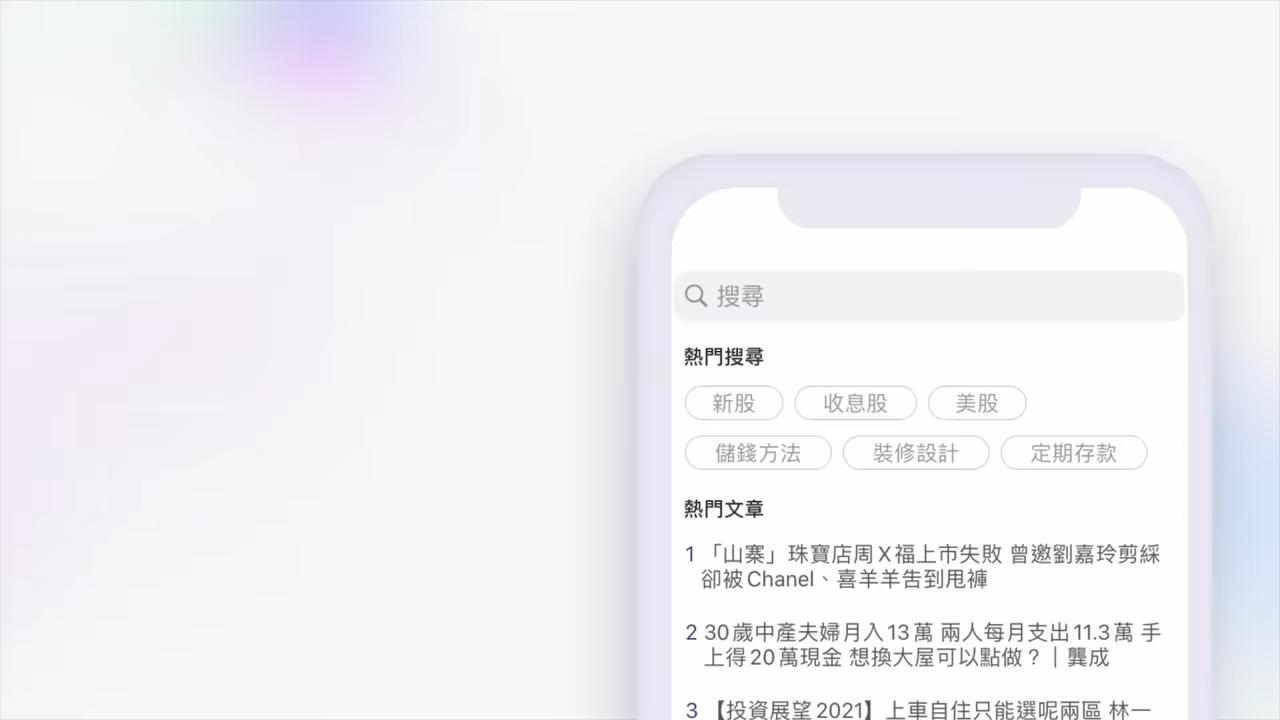 搜尋
熱門搜尋
新股 收息股 美股
儲錢方法 裝修設計 定期存款
熱門文章
1 「山寨」珠寶店周X福上市失敗 曾邀劉嘉玲剪綵
卻被Chanel、喜羊羊告到甩褲
2 30歲中產夫婦月入13萬 兩人每月支出11.3萬 手
上得20萬現金 想換大屋可以點做？｜龔成
3 【投資展望2021】上車自住只能選呢兩區 林一